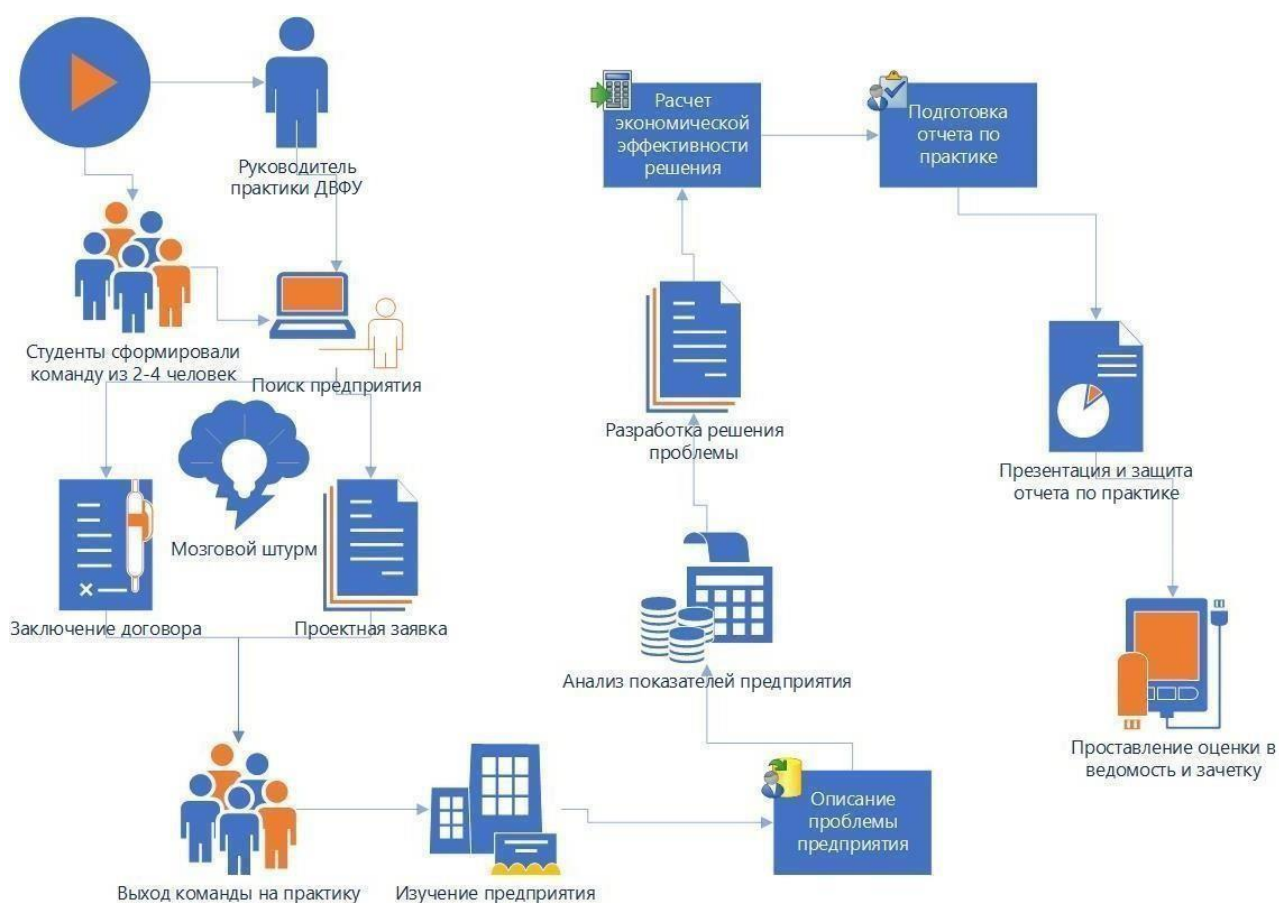 Руководитель
практики ДВФУ
Студенты сформировали
команду из 2-4 человек
Поиск предприятия
Мозговой штурм
Заключение договора
Проектная заявка
Выход команды на практику
Изучение предприятия
Описание
проблемы
предприятия
Анализ показателей предприятия
Разработка решения
проблемы
Расчет
экономической
эффективности
решения
Подготовка
отчета по
практике
Презентация и защита
отчета по практике
Проставление оценки в
ведомость и зачетку